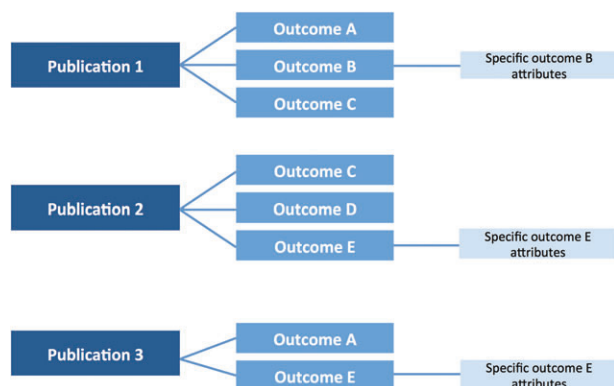 Outcome A
Publication 1
Outcome B
Specific outcome B
attributes
Outcome C
Outcome C
Publication 2
Outcome D
Outcome E
Specific outcome E
attributes
Outcome A
Publication 3
Outcome E
Specific outcome E
attributes